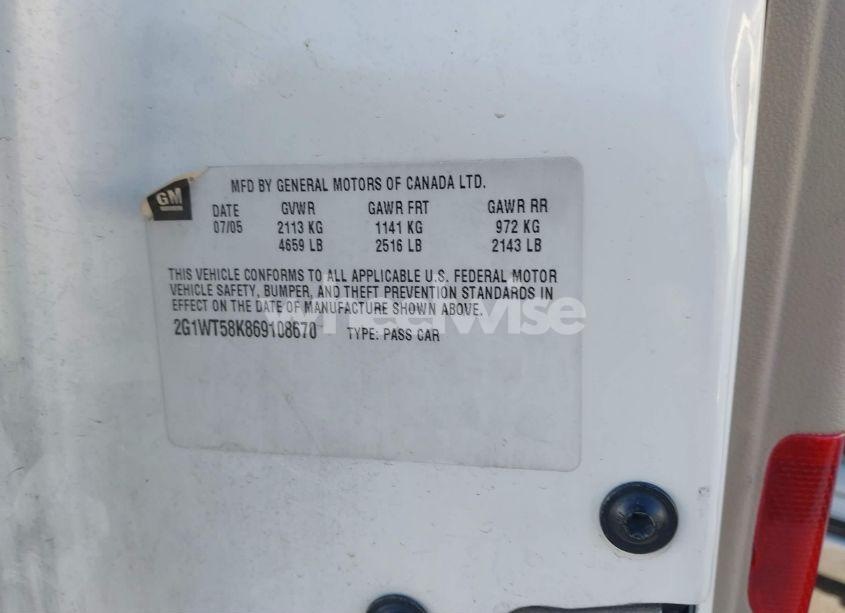 GM
MFD BY GENERAL MOTORS OF CANADA LTD.
DATE GVWR GAWR FRT GAWR RR
07/05 2113 KG 1141 KG 972 KG
4659 LB 2516 LB 2143 LB
THIS VEHICLE CONFORMS TO ALL APPLICABLE U.S. FEDERAL MOTOR
VEHICLE SAFETY, BUMPER, AND THEFT PREVENTION STANDARDS IN
EFFECT ON THE DATE OF MANUFACTURE SHOWN ABOVE.
2G1WT58K869108670 TYPE: PASS CAR
wheelwise